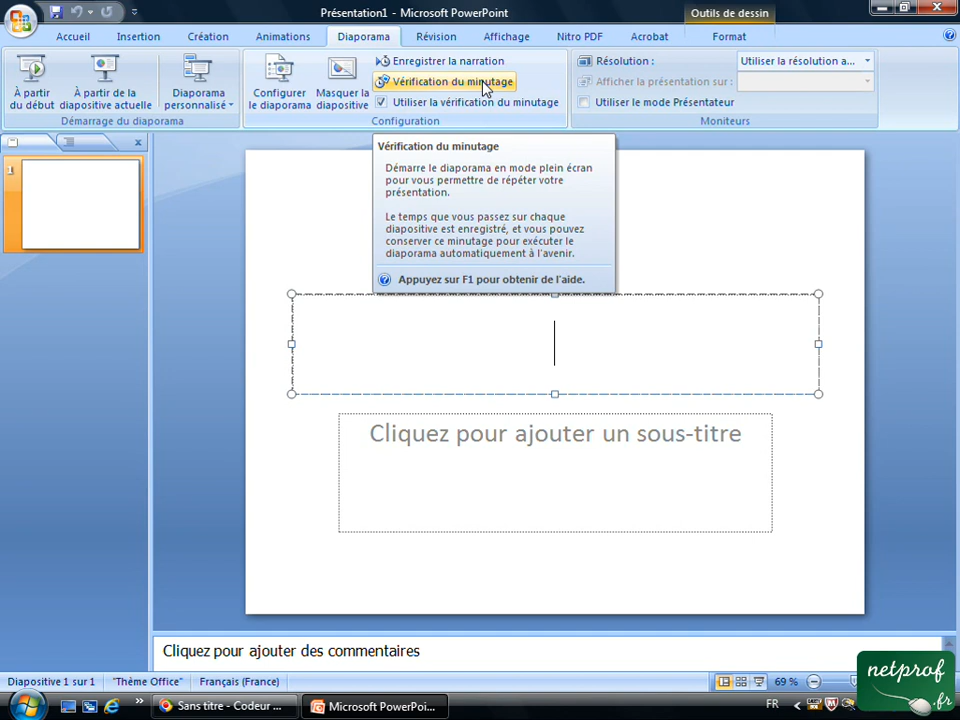 Présentation1 - Microsoft PowerPoint
Outils de dessin
Accueil
Insertion
Création
Animations
Diaporama
Révision
Affichage
Nitro PDF
Acrobat
Format
À partir du début
À partir de la diapositive actuelle
Diaporama personnalisé
Démarrage du diaporama
Configurer le diaporama
Masquer la diapositive
Enregistrer la narration
Vérification du minutage
Utiliser la vérification du minutage
Configuration
Résolution :
Utiliser la résolution a...
Afficher la présentation sur :
Utiliser le mode Présentateur
Moniteurs
1
Vérification du minutage
Démarre le diaporama en mode plein écran
pour vous permettre de répéter votre
présentation.
Le temps que vous passez sur chaque
diapositive est enregistré, et vous pouvez
conserver ce minutage pour exécuter le
diaporama automatiquement à l'avenir.
Appuyez sur F1 pour obtenir de l'aide.
Cliquez pour ajouter un sous-titre
Cliquez pour ajouter des commentaires
Diapositive 1 sur 1
"Thème Office"
Français (France)
69 %
Sans titre - Codeur ...
Microsoft PowerPoi...
FR
netprof
.fr